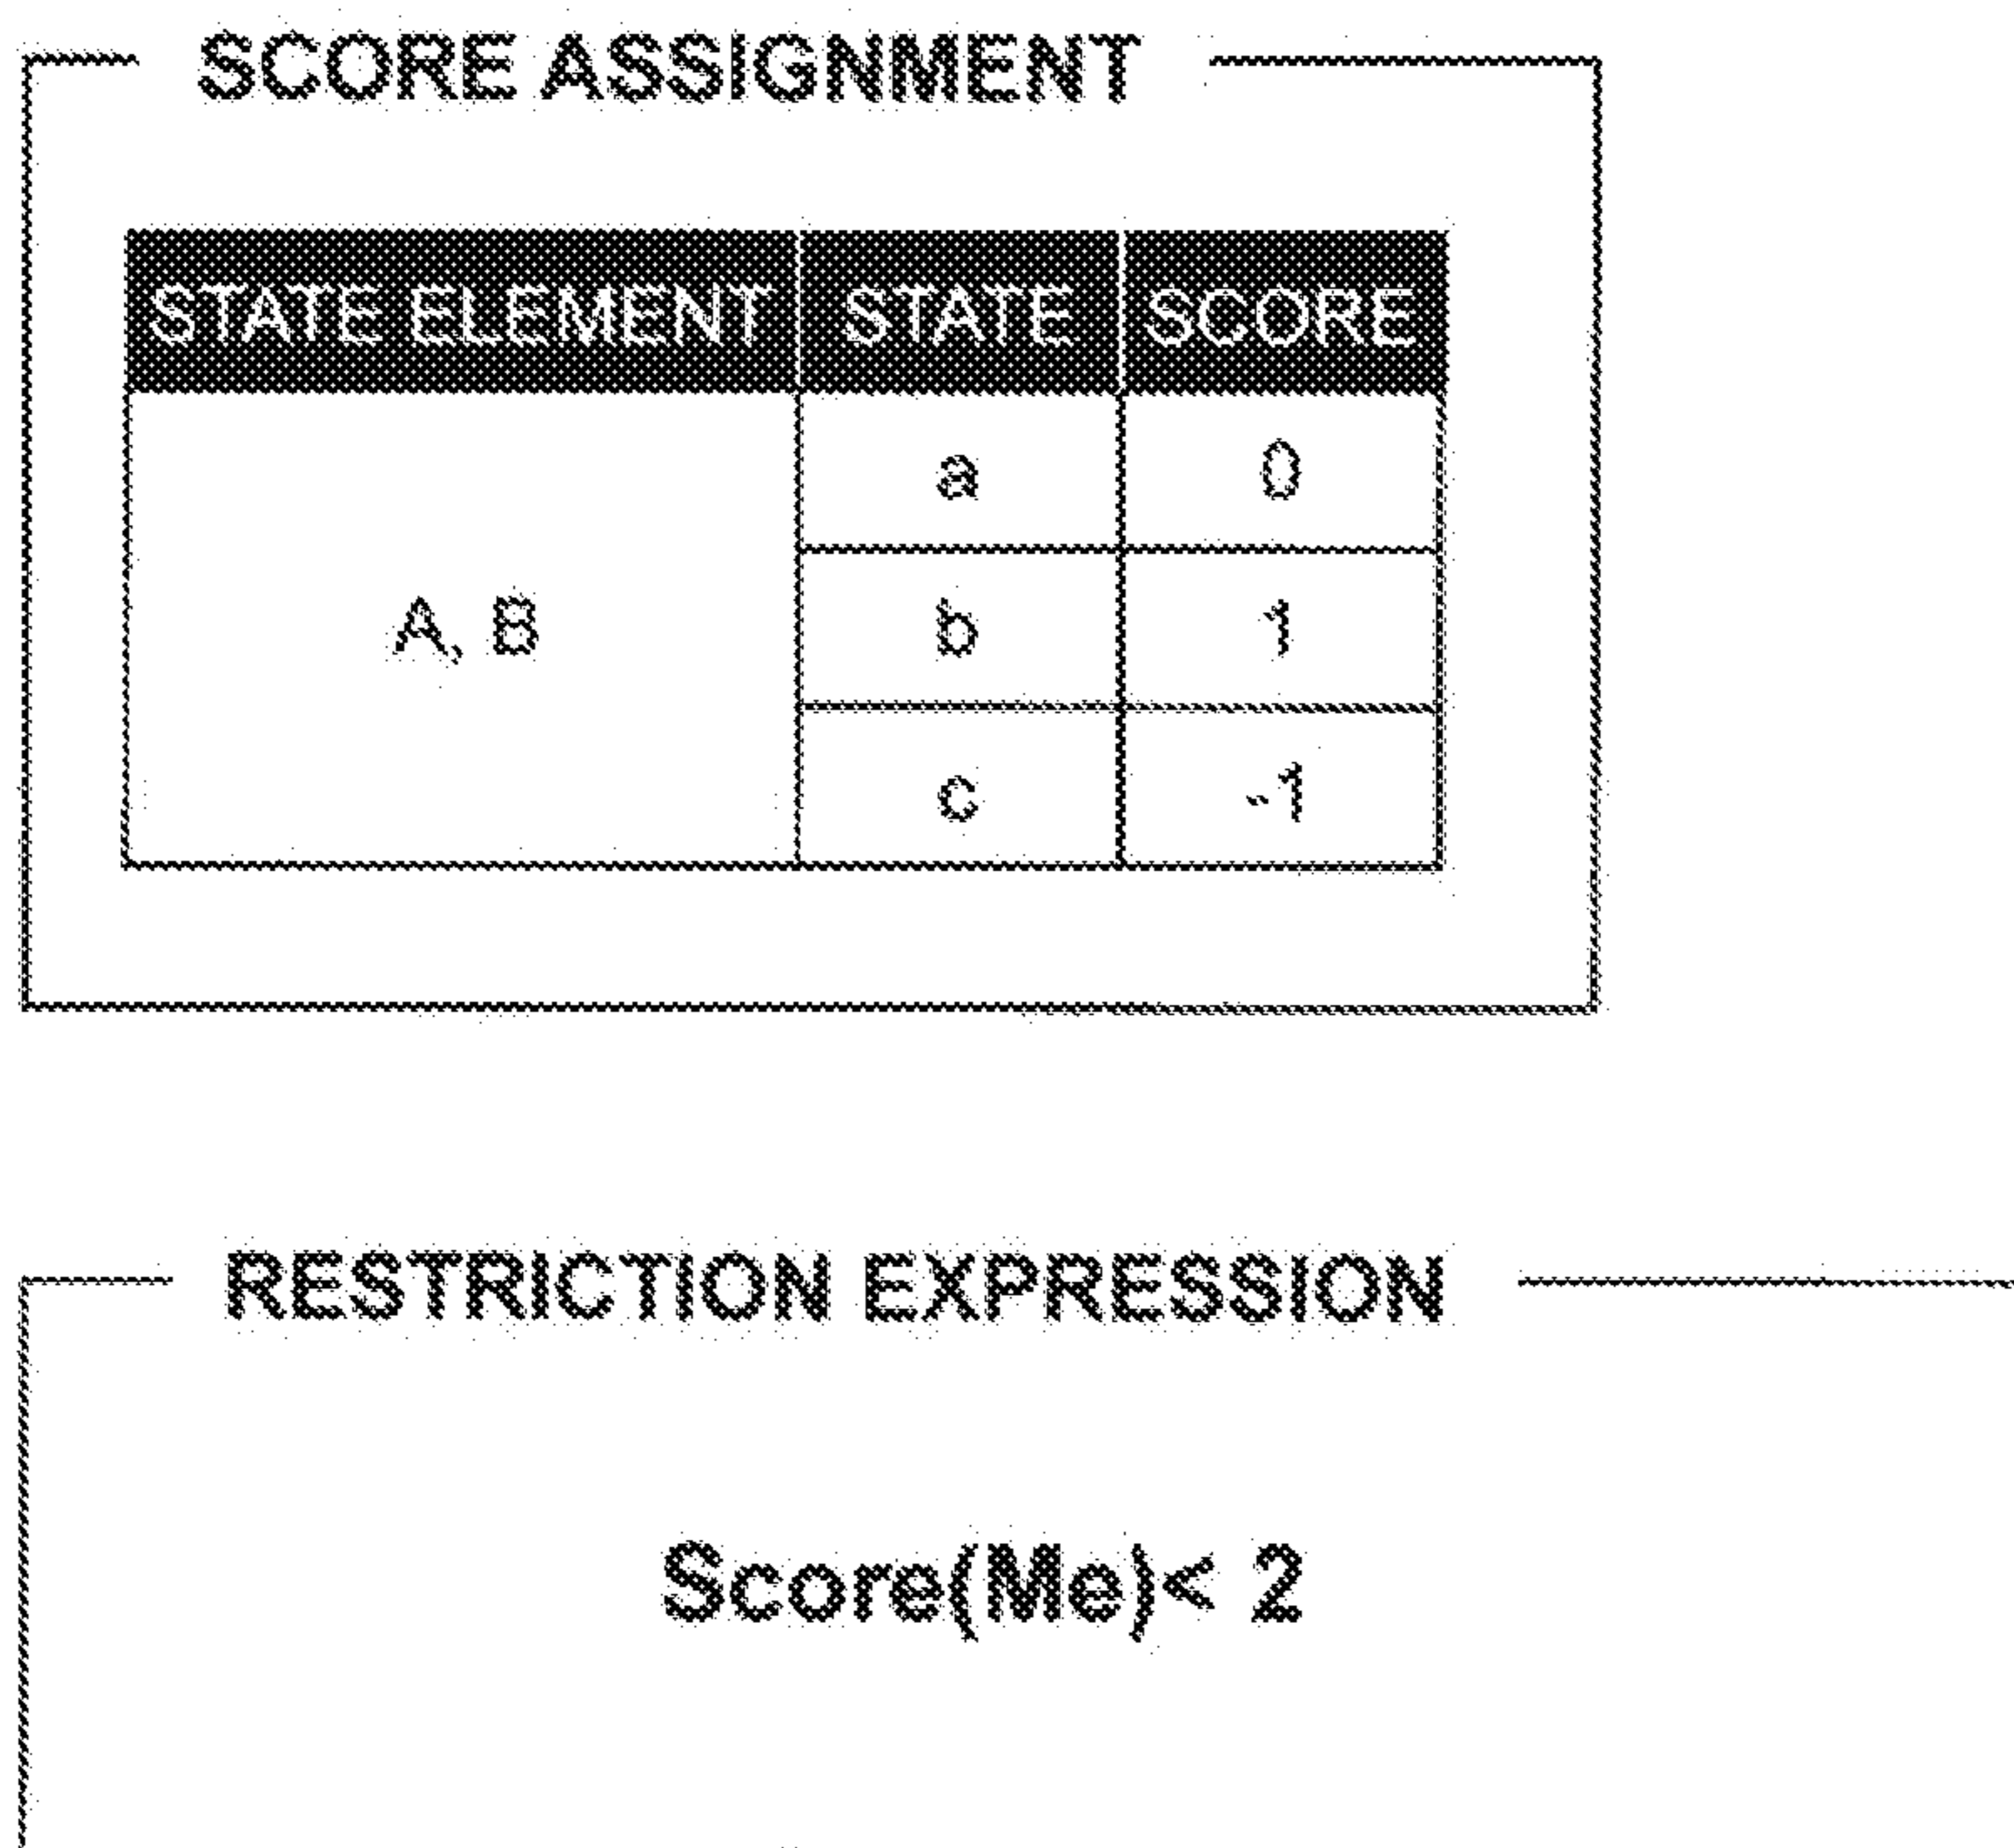 SCORE ASSIGNMENT
STATE ELEMENT STATE SCORE
a 0
A, B b 1
c -1
RESTRICTION EXPRESSION
Score(Me)< 2